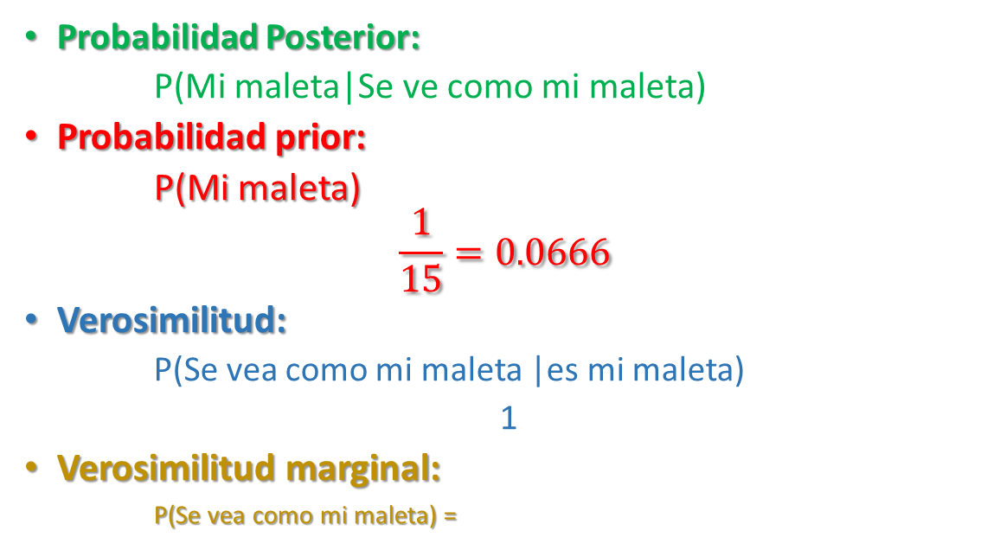 • Probabilidad Posterior:
P(Mi maleta|Se ve como mi maleta)
• Probabilidad prior:
P(Mi maleta)
1/15 = 0.0666
• Verosimilitud:
P(Se vea como mi maleta |es mi maleta)
1
• Verosimilitud marginal:
P(Se vea como mi maleta) =